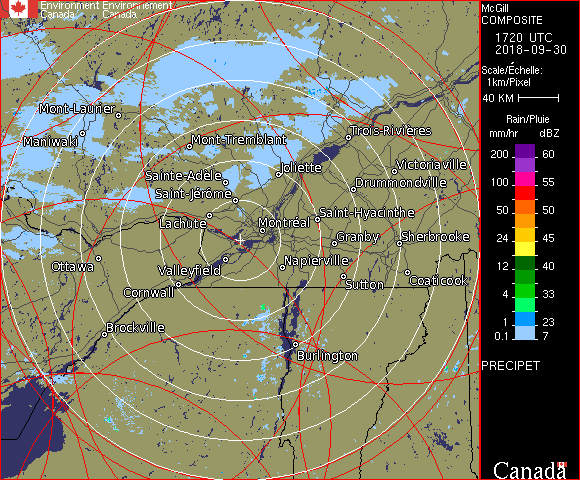 Environment Environnement
Canada Canada
McGill
COMPOSITE
1720 UTC
2018-09-30
Scale/Échelle:
1km/Pixel
40 KM
Rain/Pluie
mm/hr dBZ
200 60
150 57
100 55
50 50
24 45
12 40
4 33
1 23
0.1 7
PRECIPET
Canada
Mont-Laurier
Maniwaki
Mont-Tremblant
Trois-Rivières
Joliette
Victoriaville
Sainte-Adèle
Drummondville
Saint-Jérôme
Saint-Hyacinthe
Lachute
Montréal
Granby
Sherbrooke
Ottawa
Valleyfield
Napierville
Cornwall
Sutton
Coaticook
Brockville
Burlington